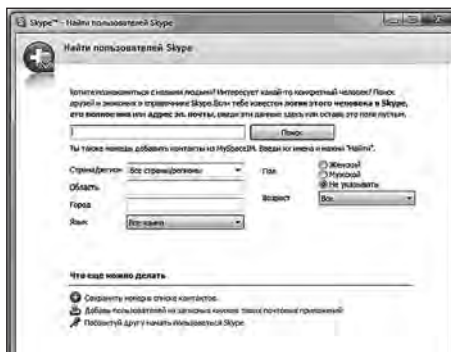 Skype™ - Найти пользователей Skype
Найти пользователей Skype
Хотите познакомиться с новыми людьми? Интересует какой-то конкретный человек? Поиск
друзей и знакомых в справочнике Skype.Если тебе известен логин этого человека в Skype,
его полное имя или адрес эл. почты, введи эти данные здесь или оставь это поле пустым.
Поиск
Ты также можешь добавить контакты из MySpaceIM. Введи их имена и нажми "Найти".
Страна/регион Все страны/регионы Пол Женский
Мужской
Область Не указывать
Город Возраст Все
Язык Все языки
Что еще можно делать
Сохранить номер в списке контактов.
Добавь пользователей из записных книжек твоих почтовых приложений
Посоветуй другу начать пользоваться Skype